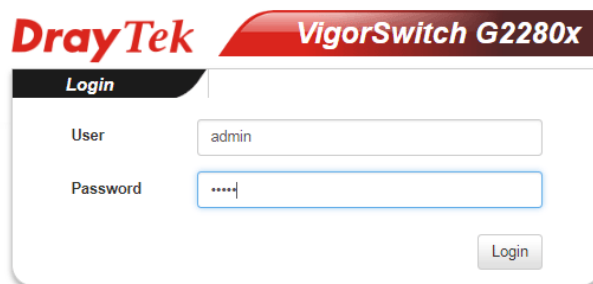 DrayTek
VigorSwitch G2280x
Login
User
admin
Password
•••••
Login